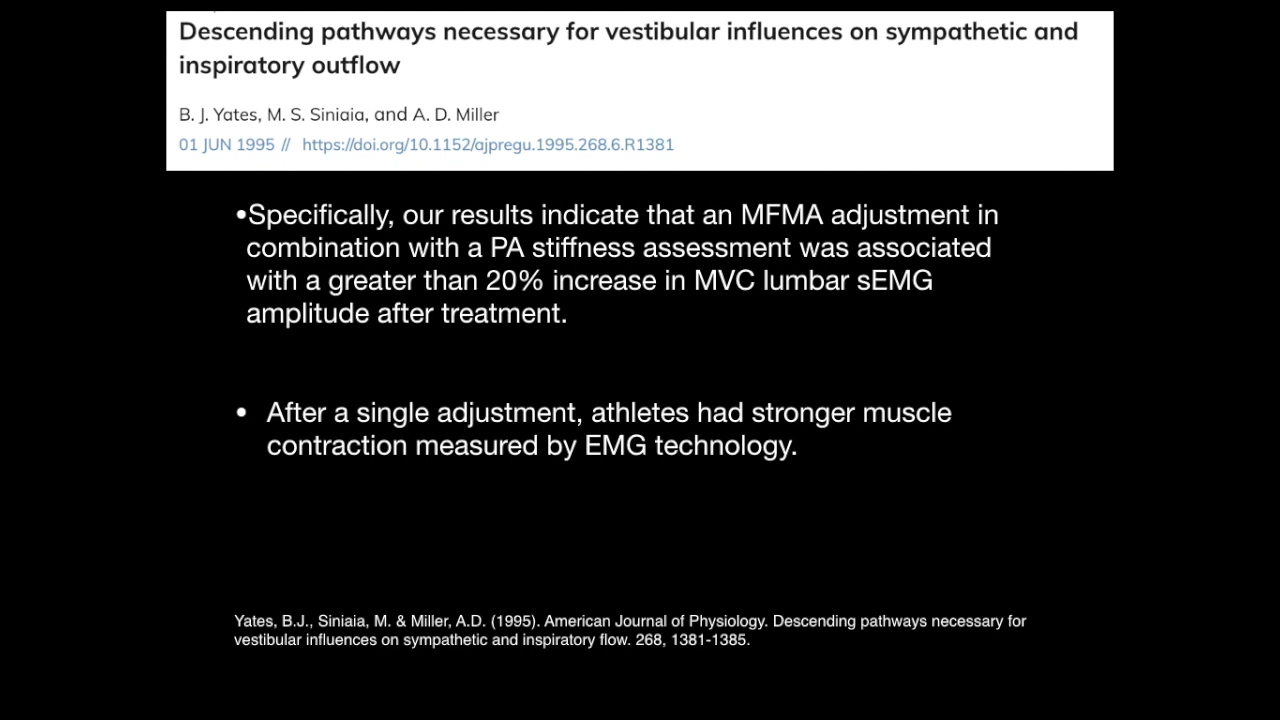 Descending pathways necessary for vestibular influences on sympathetic and
inspiratory outflow
B. J. Yates, M. S. Siniaia, and A. D. Miller
01 JUN 1995 // https://doi.org/10.1152/ajpregu.1995.268.6.R1381
•Specifically, our results indicate that an MFMA adjustment in
combination with a PA stiffness assessment was associated
with a greater than 20% increase in MVC lumbar sEMG
amplitude after treatment.
• After a single adjustment, athletes had stronger muscle
contraction measured by EMG technology.
Yates, B.J., Siniaia, M. & Miller, A.D. (1995). American Journal of Physiology. Descending pathways necessary for
vestibular influences on sympathetic and inspiratory flow. 268, 1381-1385.